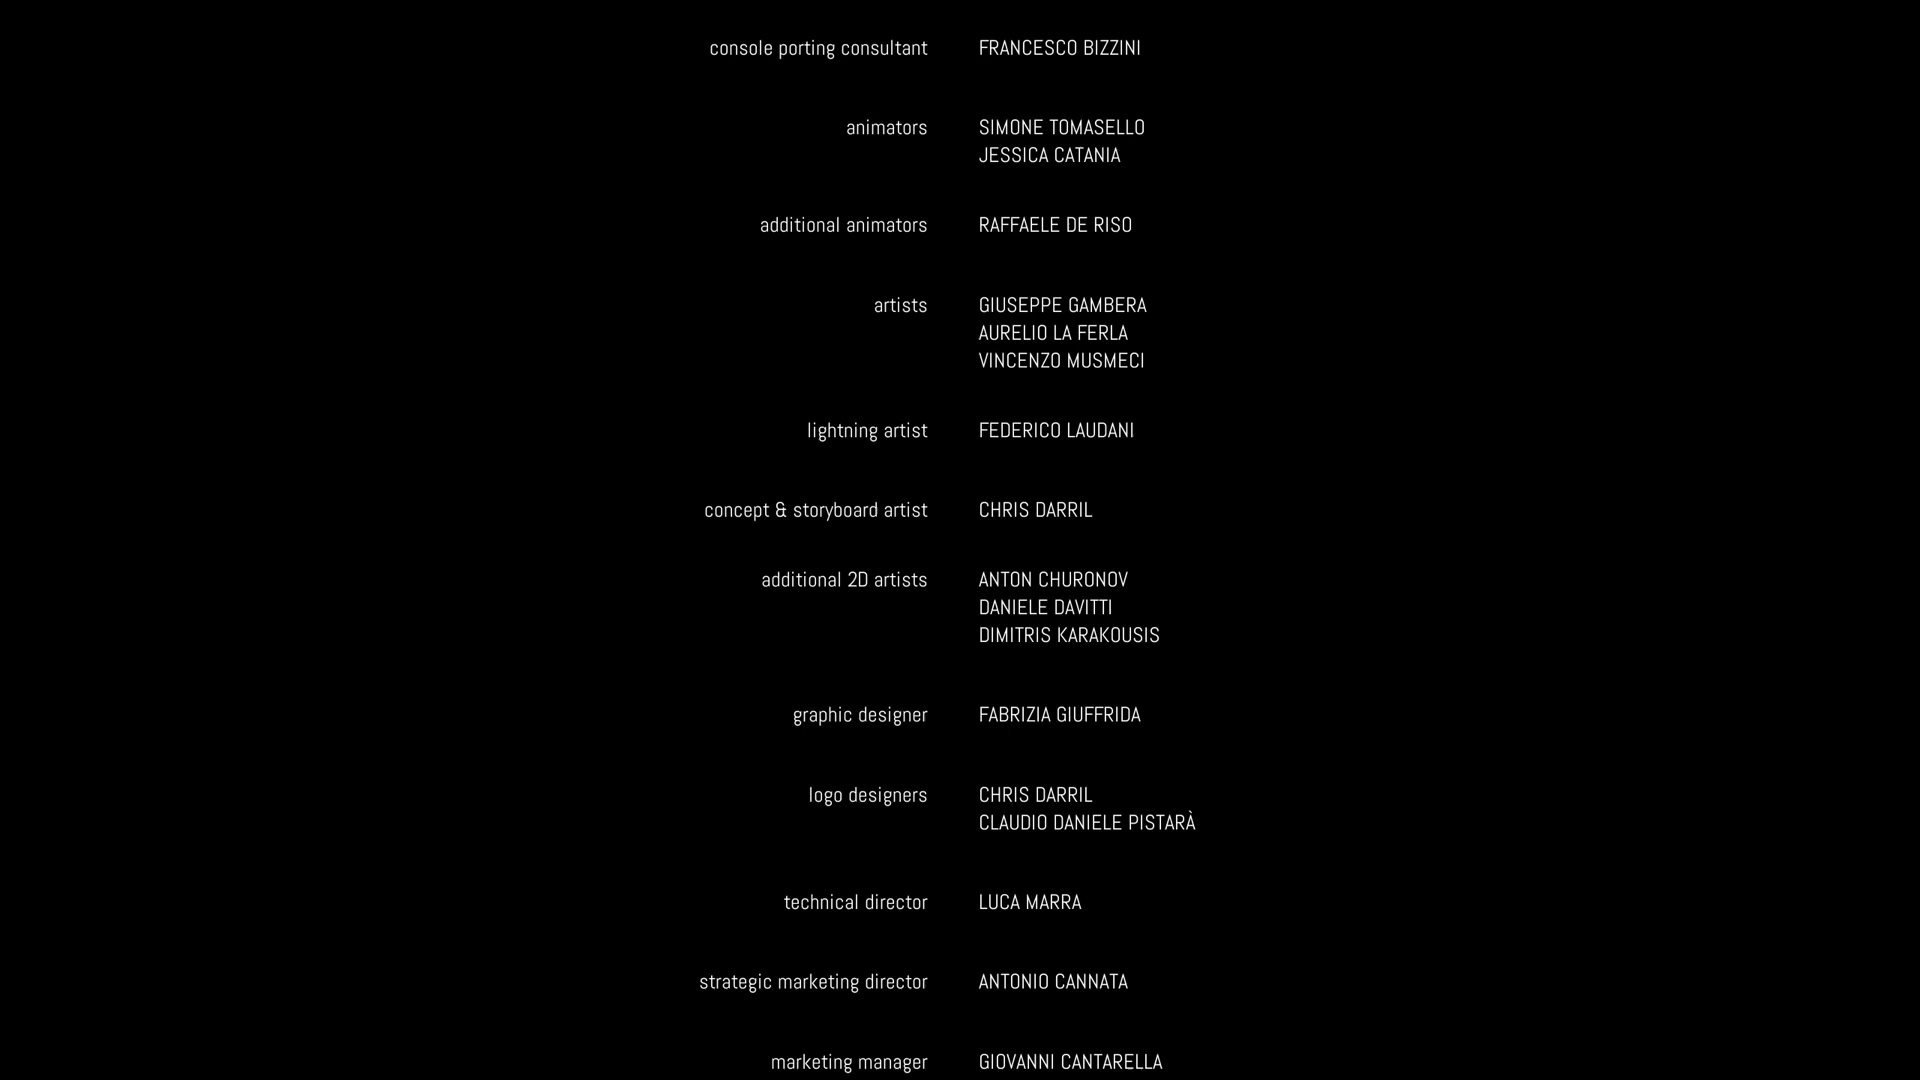 console porting consultant FRANCESCO BIZZINI
animators SIMONE TOMASELLO
JESSICA CATANIA
additional animators RAFFAELE DE RISO
artists GIUSEPPE GAMBERA
AURELIO LA FERLA
VINCENZO MUSMECI
lightning artist FEDERICO LAUDANI
concept & storyboard artist CHRIS DARRIL
additional 2D artists ANTON CHURONOV
DANIELE DAVITTI
DIMITRIS KARAKOUSIS
graphic designer FABRIZIA GIUFFRIDA
logo designers CHRIS DARRIL
CLAUDIO DANIELE PISTARÀ
technical director LUCA MARRA
strategic marketing director ANTONIO CANNATA
marketing manager GIOVANNI CANTARELLA